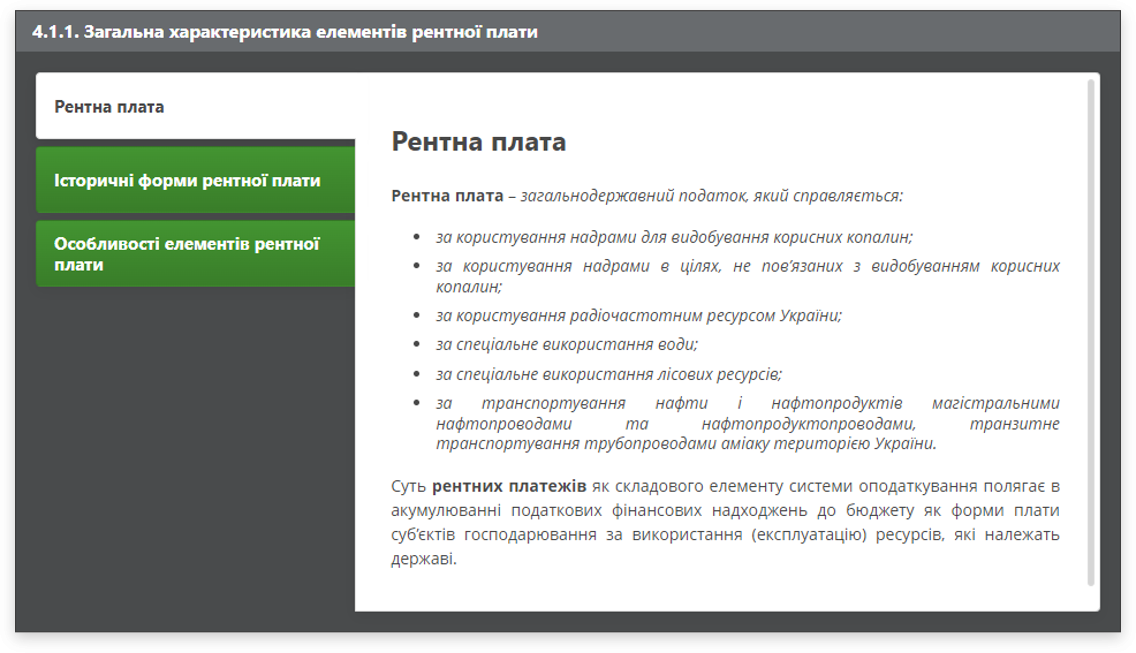 4.1.1. Загальна характеристика елементів рентної плати
Рентна плата
Історичні форми рентної плати
Особливості елементів рентної
плати
Рентна плата
Рентна плата – загальнодержавний податок, який справляється:
• за користування надрами для видобування корисних копалин;
• за користування надрами в цілях, не пов’язаних з видобуванням корисних
копалин;
• за користування радіочастотним ресурсом України;
• за спеціальне використання води;
• за спеціальне використання лісових ресурсів;
• за транспортування нафти і нафтопродуктів магістральними
нафтопроводами та нафтопродуктопроводами, транзитне
транспортування трубопроводами аміаку територією України.
Суть рентних платежів як складового елементу системи оподаткування полягає в
акумулюванні податкових фінансових надходжень до бюджету як форми плати
суб’єктів господарювання за використання (експлуатацію) ресурсів, які належать
державі.